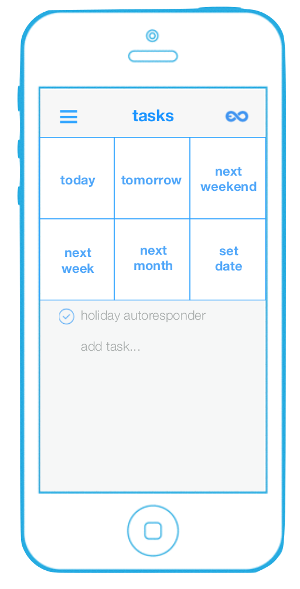 tasks
today
tomorrow
next
weekend
next
week
next
month
set
date
holiday autoresponder
add task...